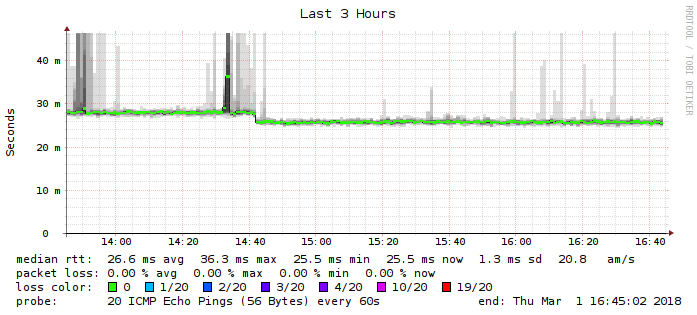 Last 3 Hours
RRDTOOL / TOBI OETIKER
Seconds
40 m
30 m
20 m
10 m
0
14:00 14:20 14:40 15:00 15:20 15:40 16:00 16:20 16:40
median rtt: 26.6 ms avg 36.3 ms max 25.5 ms min 25.5 ms now 1.3 ms sd 20.8 am/s
packet loss: 0.00 % avg 0.00 % max 0.00 % min 0.00 % now
loss color: 0 1/20 2/20 3/20 4/20 10/20 19/20
probe: 20 ICMP Echo Pings (56 Bytes) every 60s end: Thu Mar 1 16:45:02 2018